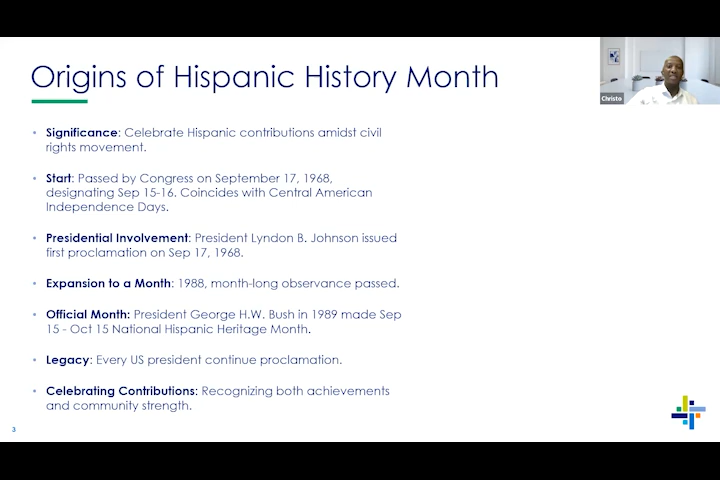 Origins of Hispanic History Month
Christo
• Significance: Celebrate Hispanic contributions amidst civil
rights movement.
• Start: Passed by Congress on September 17, 1968,
designating Sep 15-16. Coincides with Central American
Independence Days.
• Presidential Involvement: President Lyndon B. Johnson issued
first proclamation on Sep 17, 1968.
• Expansion to a Month: 1988, month-long observance passed.
• Official Month: President George H.W. Bush in 1989 made Sep
15 - Oct 15 National Hispanic Heritage Month.
• Legacy: Every US president continue proclamation.
• Celebrating Contributions: Recognizing both achievements
and community strength.
3